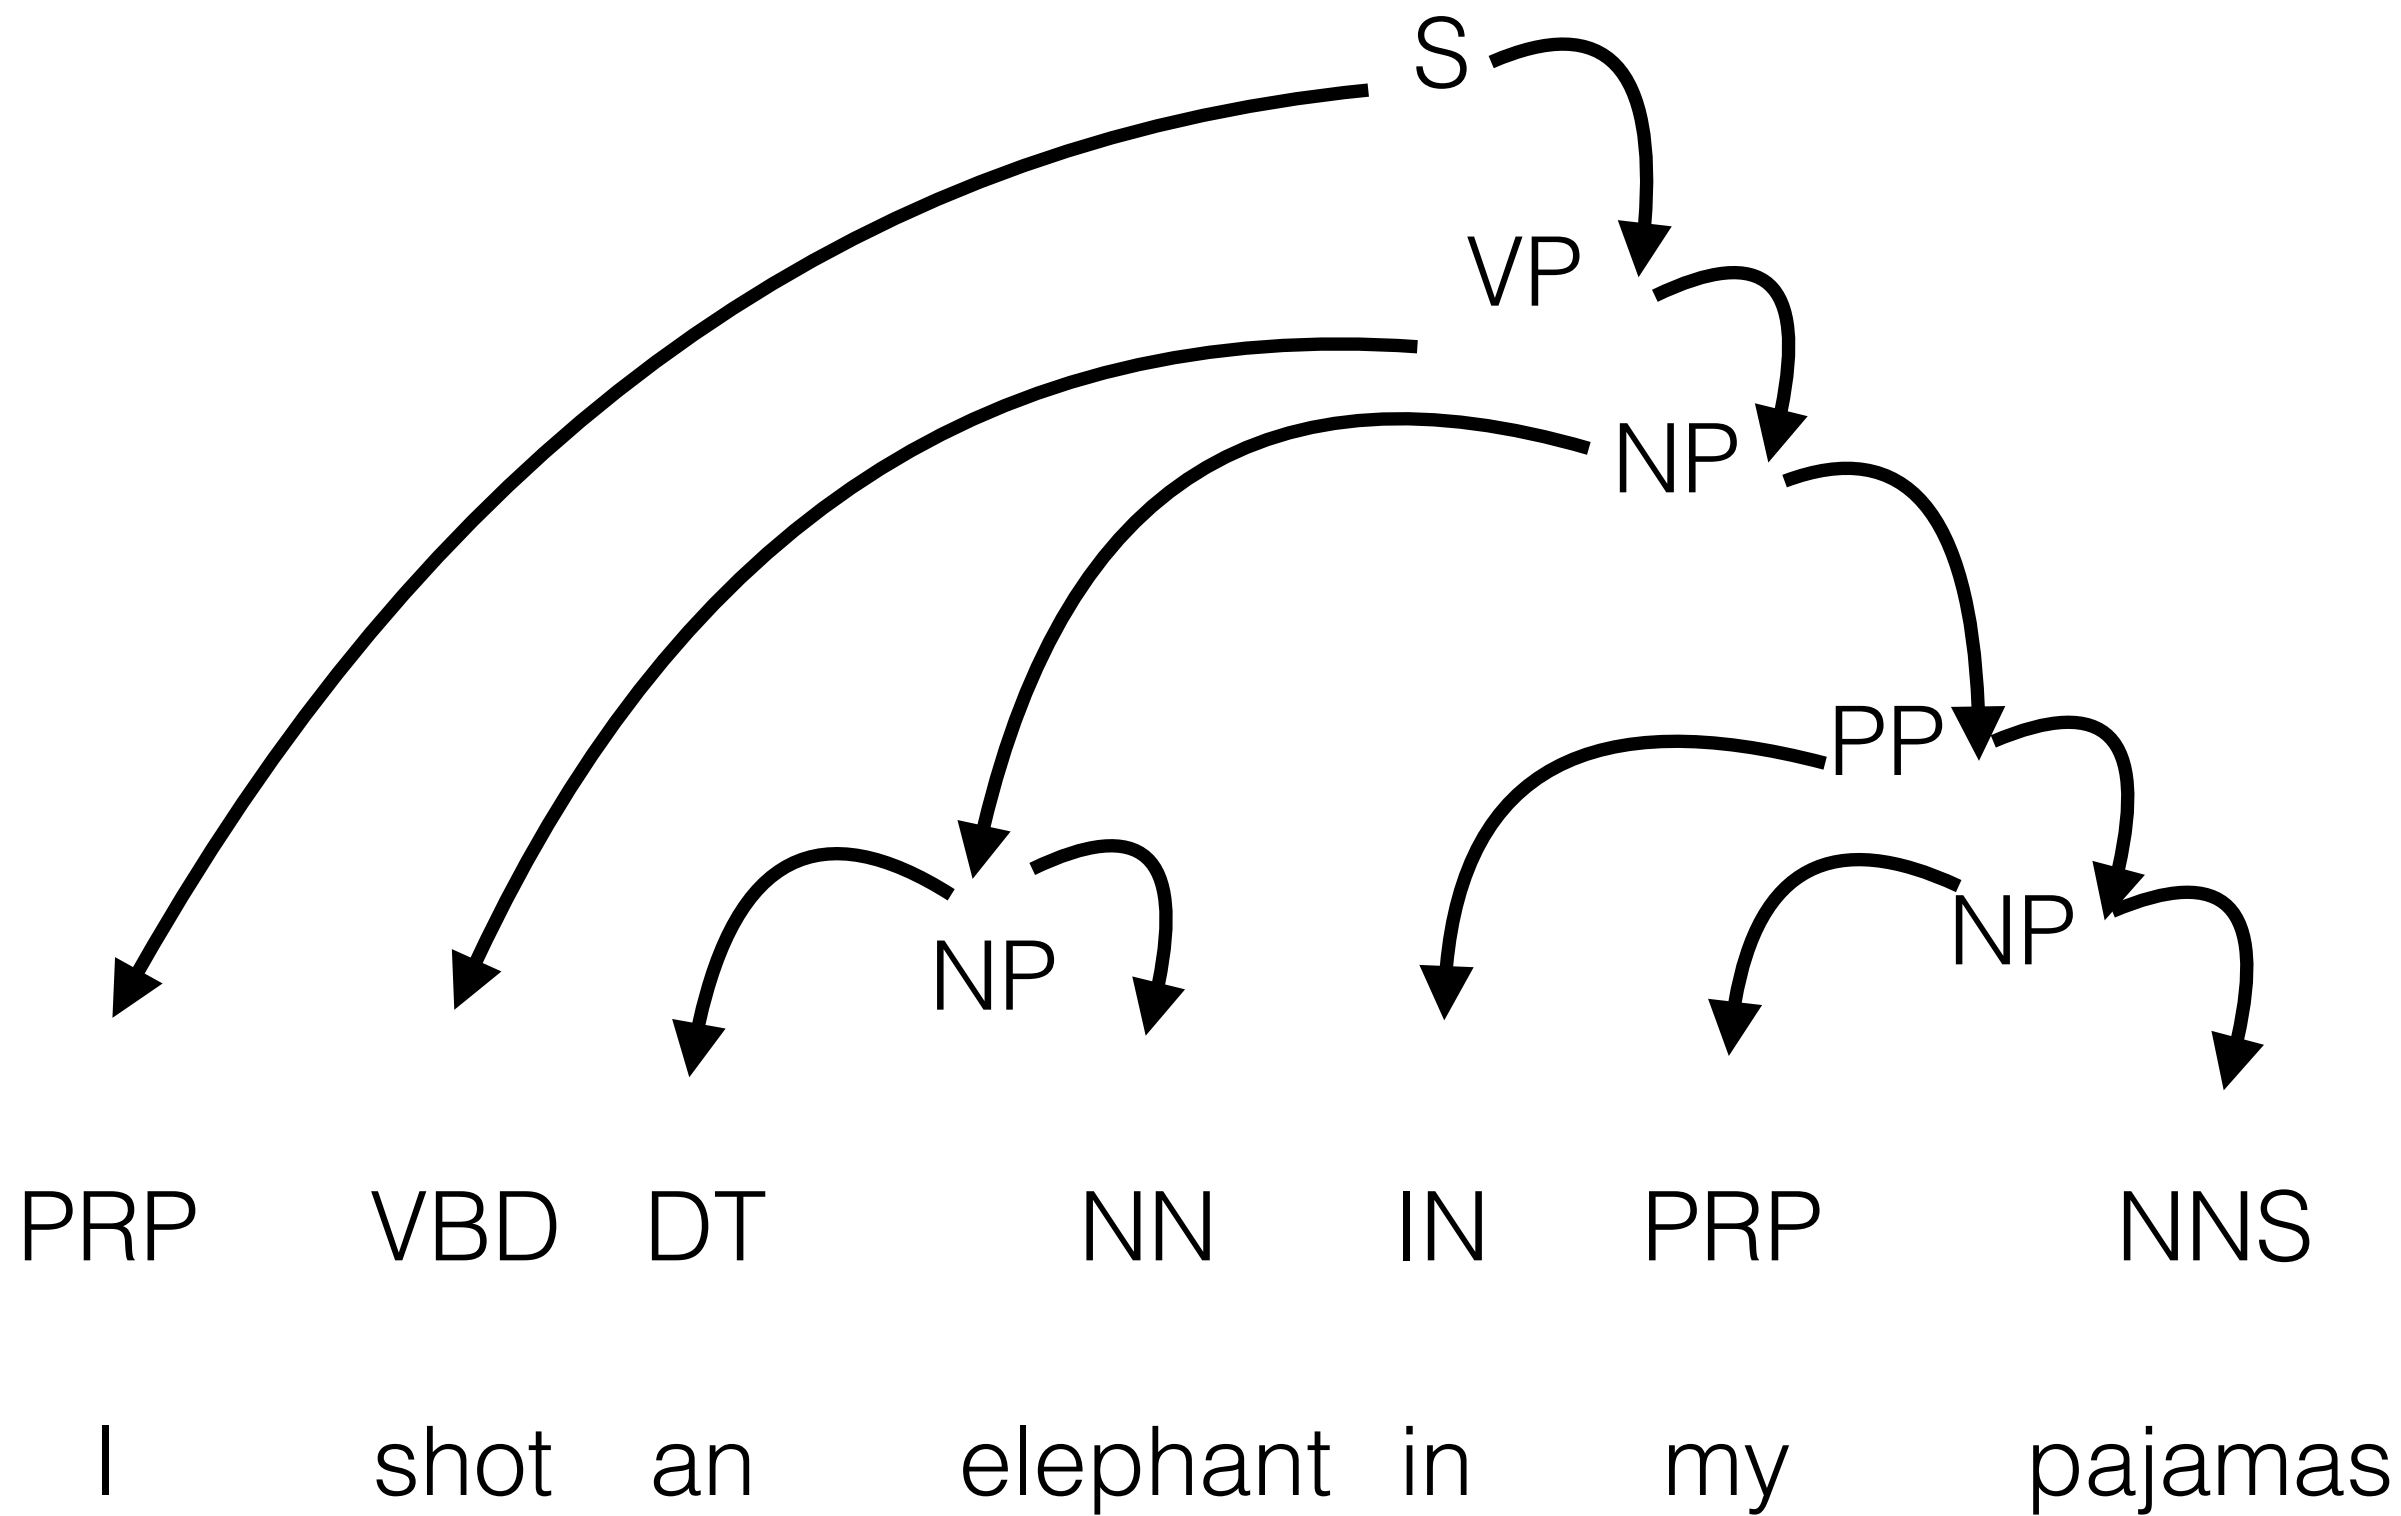 S
VP
NP
PP
NP
NP
PRP VBD DT NN IN PRP NNS
I shot an elephant in my pajamas